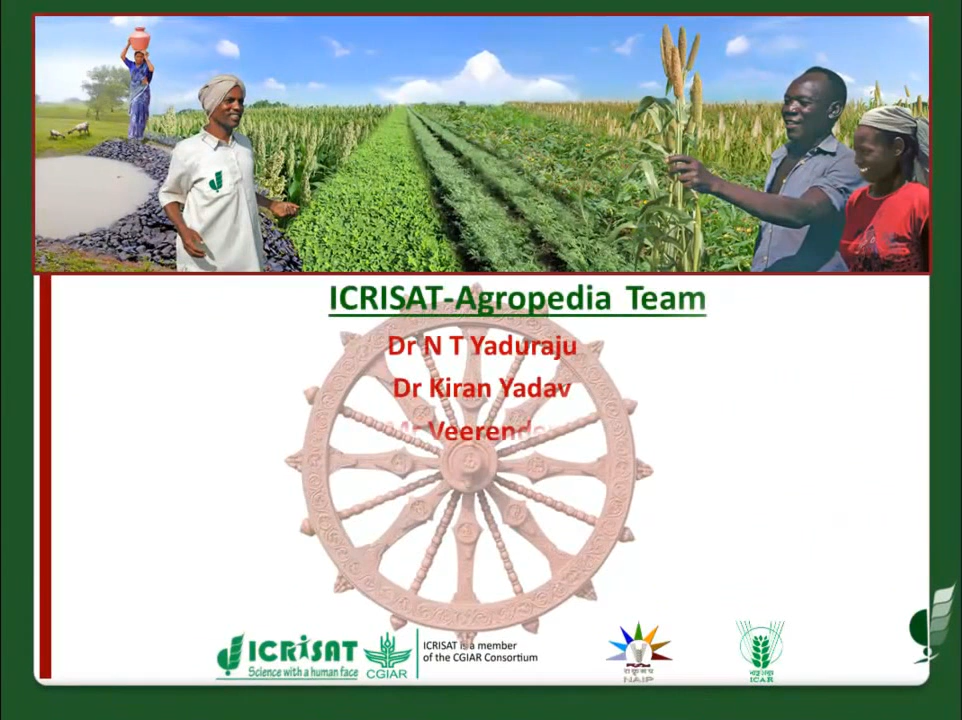 ICRISAT-Agropedia Team
Dr N T Yaduraju
Dr Kiran Yadav
Mr
ICRISAT
Science with a human face
CGIAR
ICRISAT is a member
of the CGIAR Consortium
NAIP
ICAR